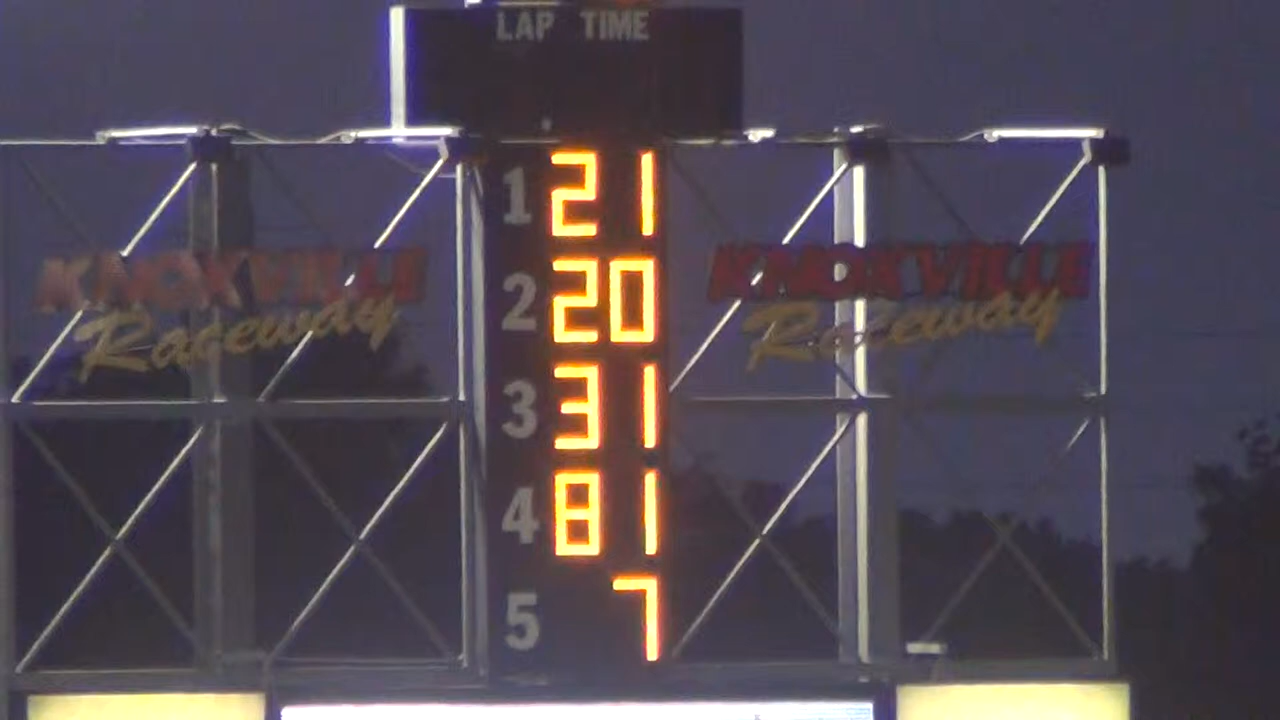 LAP TIME
1 21
2 20
3 31
4 81
5 7
KNOXVILLE
Raceway
KNOXVILLE
Raceway